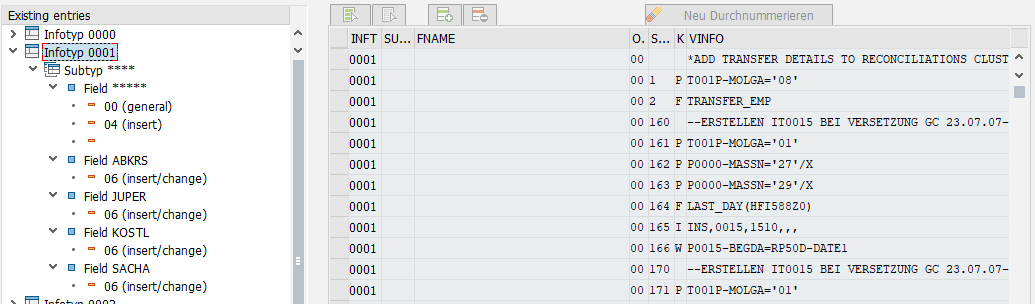 Existing entries
Infotyp 0000
Infotyp 0001
Subtyp ****
Field *****
00 (general)
04 (insert)
Field ABKRS
06 (insert/change)
Field JUPER
06 (insert/change)
Field KOSTL
06 (insert/change)
Field SACHA
06 (insert/change)
Infotyp 0002
Neu Durchnummerieren
INFT SU... FNAME O. S... K VINFO
0001 00 *ADD TRANSFER DETAILS TO RECONCILIATIONS CLUST
0001 00 1 P T001P-MOLGA='08'
0001 00 2 F TRANSFER_EMP
0001 00 160 --ERSTELLEN IT0015 BEI VERSETZUNG GC 23.07.07-
0001 00 161 P T001P-MOLGA='01'
0001 00 162 P P0000-MASSN='27'/X
0001 00 163 P P0000-MASSN='29'/X
0001 00 164 F LAST_DAY(HFI588Z0)
0001 00 165 I INS,0015,1510,,,
0001 00 166 W P0015-BEGDA=RP50D-DATE1
0001 00 170 --ERSTELLEN IT0015 BEI VERSETZUNG GC 23.07.07-
0001 00 171 P T001P-MOLGA='01'